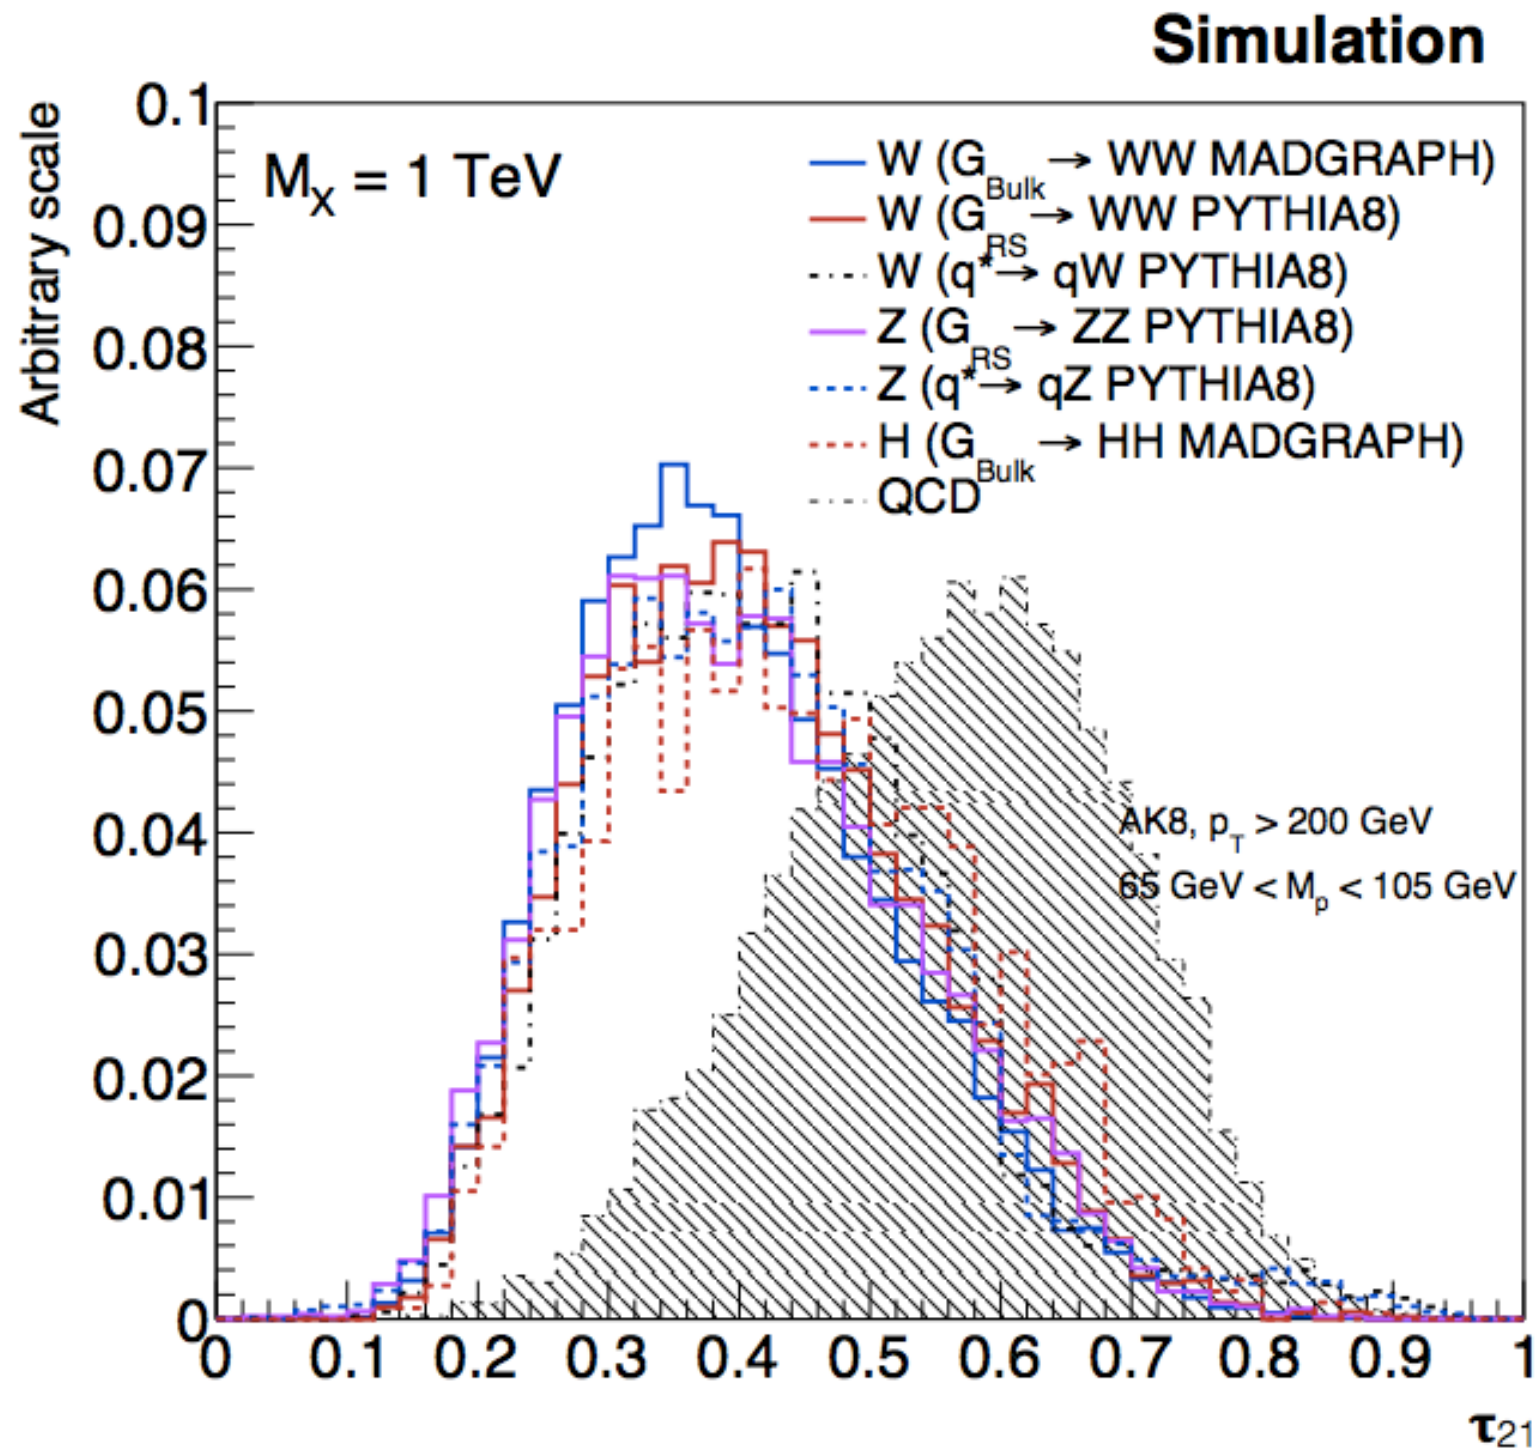 Simulation
Arbitrary scale
0.1
0.09
0.08
0.07
0.06
0.05
0.04
0.03
0.02
0.01
0
M_X = 1 TeV
W (G_Bulk → WW MADGRAPH)
W (G_RS → WW PYTHIA8)
W (q* → qW PYTHIA8)
Z (G_RS → ZZ PYTHIA8)
Z (q* → qZ PYTHIA8)
H (G_Bulk → HH MADGRAPH)
QCD
AK8, p_T > 200 GeV
65 GeV < M_p < 105 GeV
0 0.1 0.2 0.3 0.4 0.5 0.6 0.7 0.8 0.9 1
τ_21